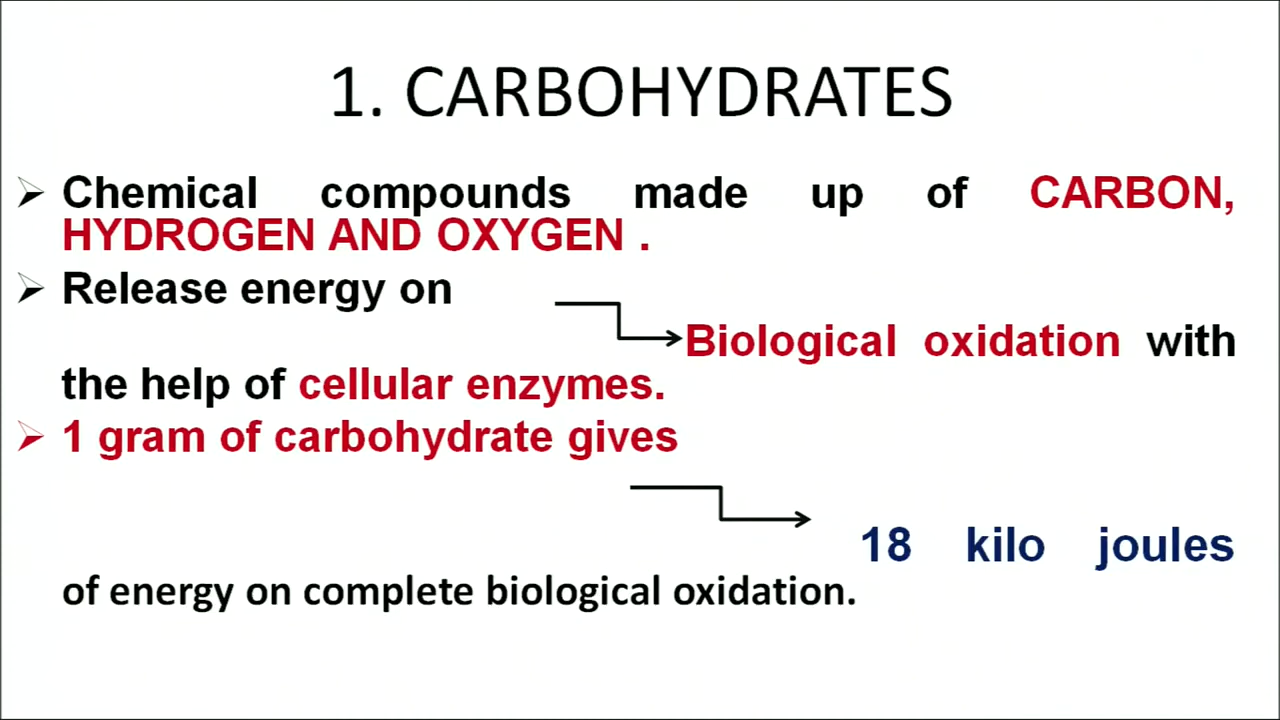 1. CARBOHYDRATES
➢ Chemical compounds made up of CARBON,
HYDROGEN AND OXYGEN .
➢ Release energy on
Biological oxidation with
the help of cellular enzymes.
➢ 1 gram of carbohydrate gives
18 kilo joules
of energy on complete biological oxidation.